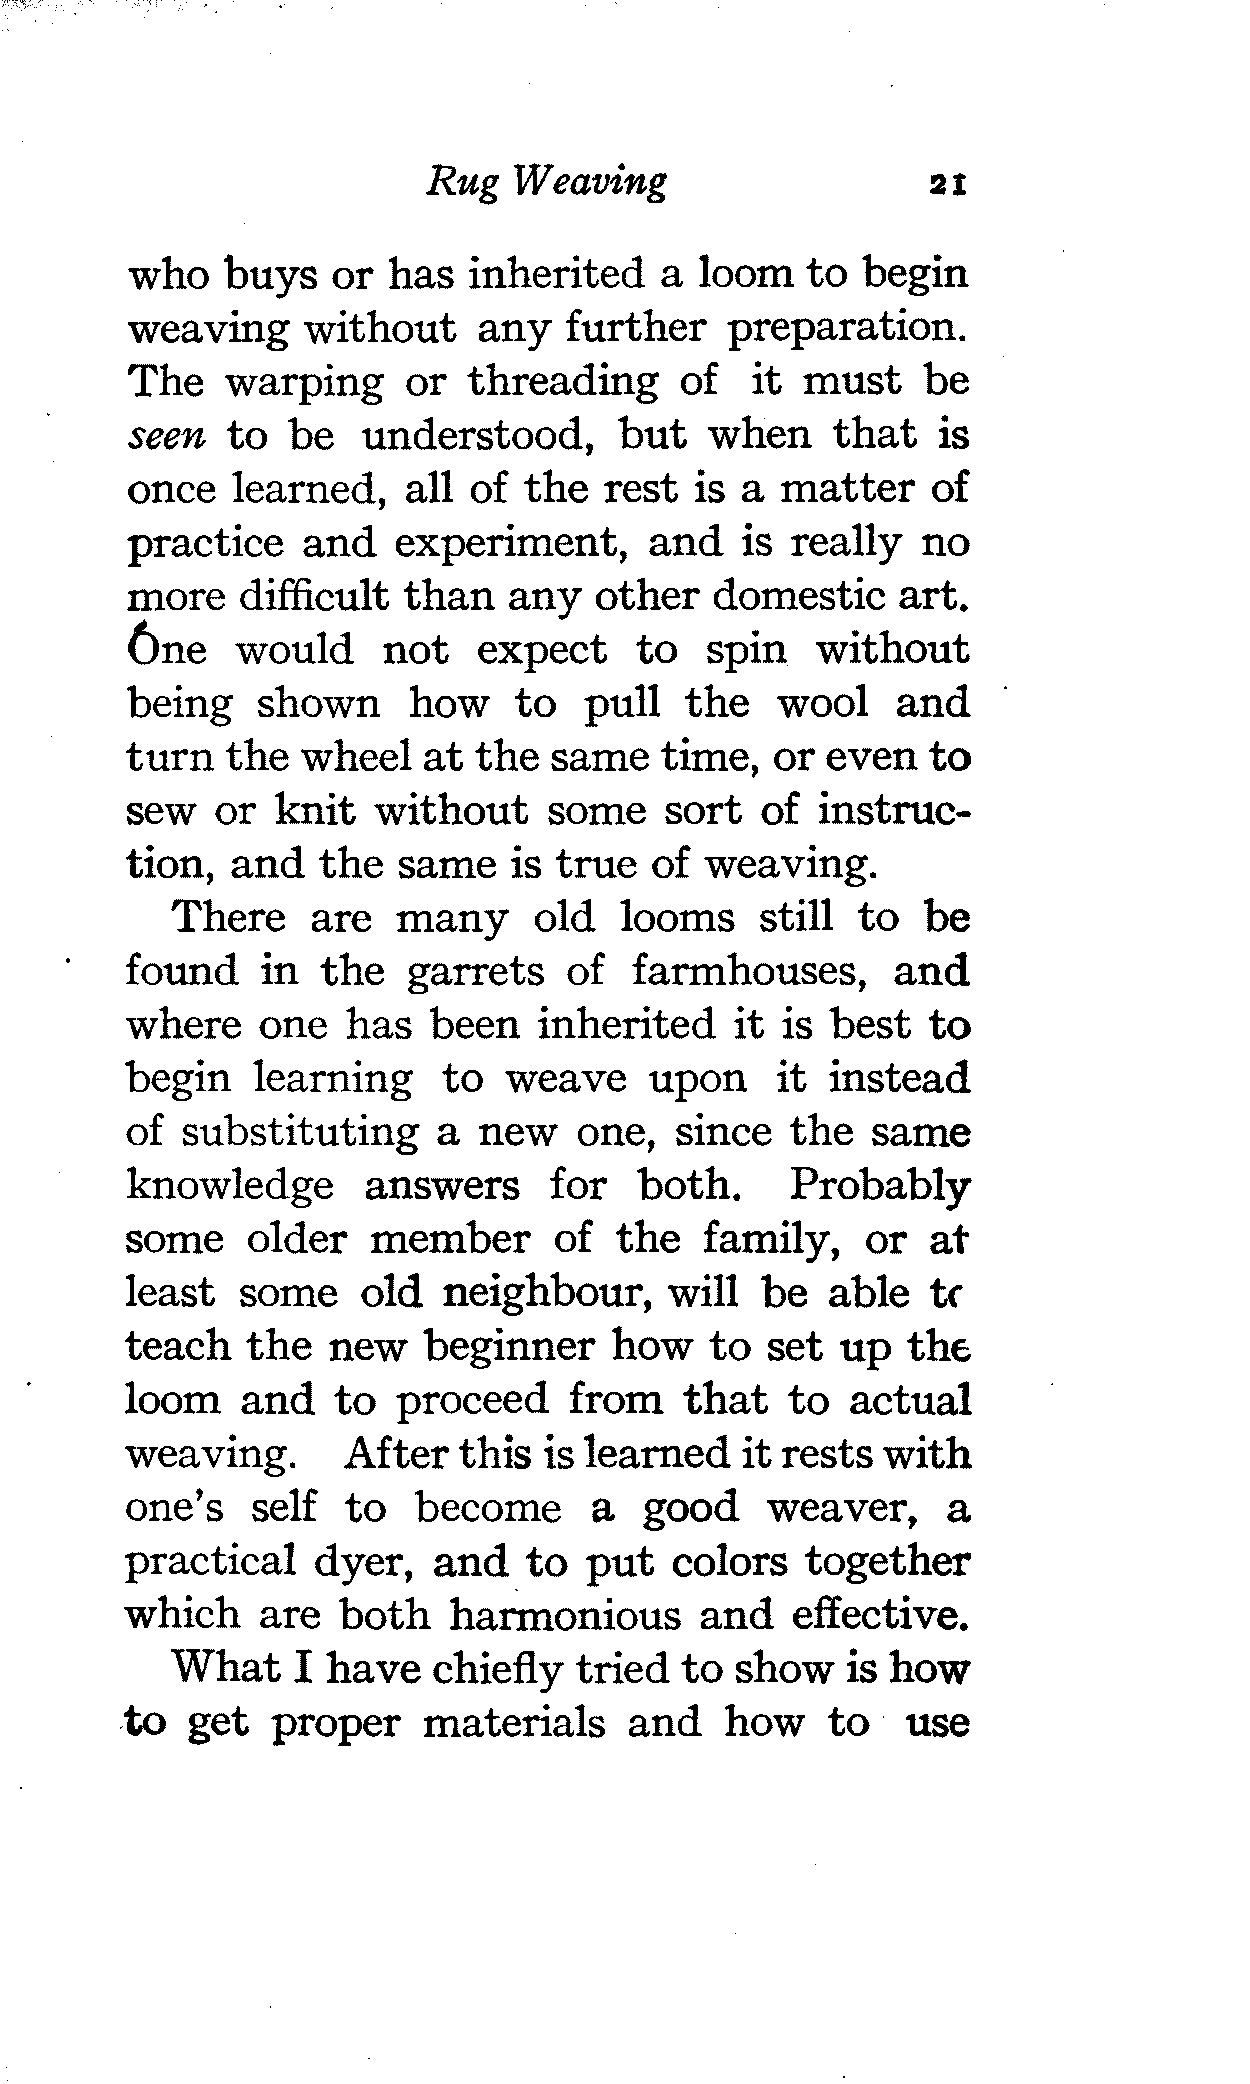 Rug Weaving 21
who buys or has inherited a loom to begin
weaving without any further preparation.
The warping or threading of it must be
seen to be understood, but when that is
once learned, all of the rest is a matter of
practice and experiment, and is really no
more difficult than any other domestic art.
One would not expect to spin without
being shown how to pull the wool and
turn the wheel at the same time, or even to
sew or knit without some sort of instruc-
tion, and the same is true of weaving.
There are many old looms still to be
found in the garrets of farmhouses, and
where one has been inherited it is best to
begin learning to weave upon it instead
of substituting a new one, since the same
knowledge answers for both. Probably
some older member of the family, or at
least some old neighbour, will be able to
teach the new beginner how to set up the
loom and to proceed from that to actual
weaving. After this is learned it rests with
one's self to become a good weaver, a
practical dyer, and to put colors together
which are both harmonious and effective.
What I have chiefly tried to show is how
to get proper materials and how to use